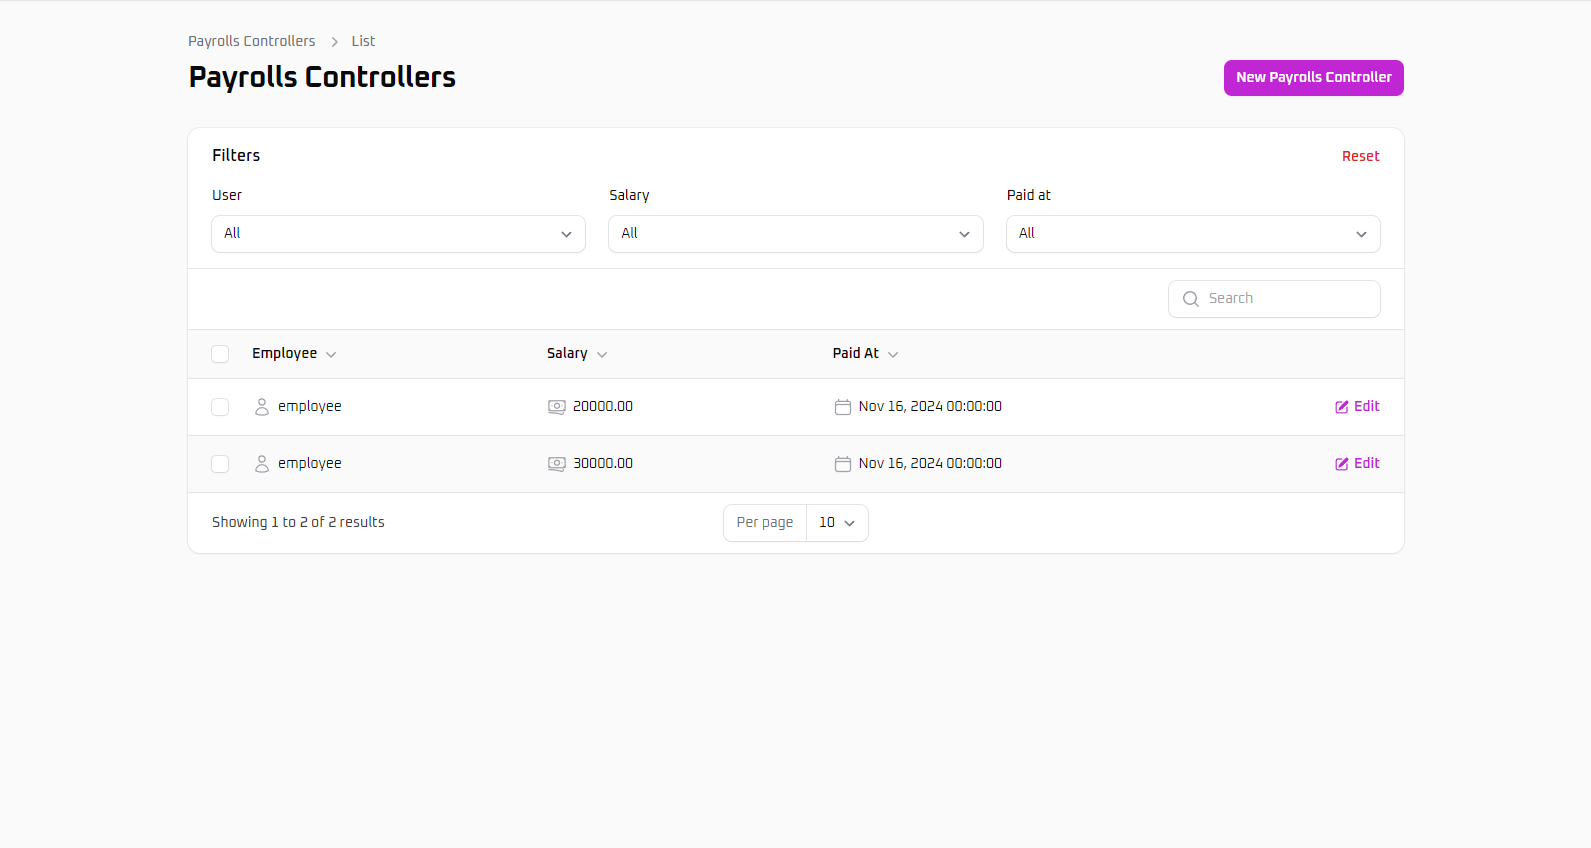 Payrolls Controllers > List
Payrolls Controllers
New Payrolls Controller
Filters
Reset
User Salary Paid at
All All All
Search
Employee Salary Paid At
employee 20000.00 Nov 16, 2024 00:00:00 Edit
employee 30000.00 Nov 16, 2024 00:00:00 Edit
Showing 1 to 2 of 2 results Per page 10